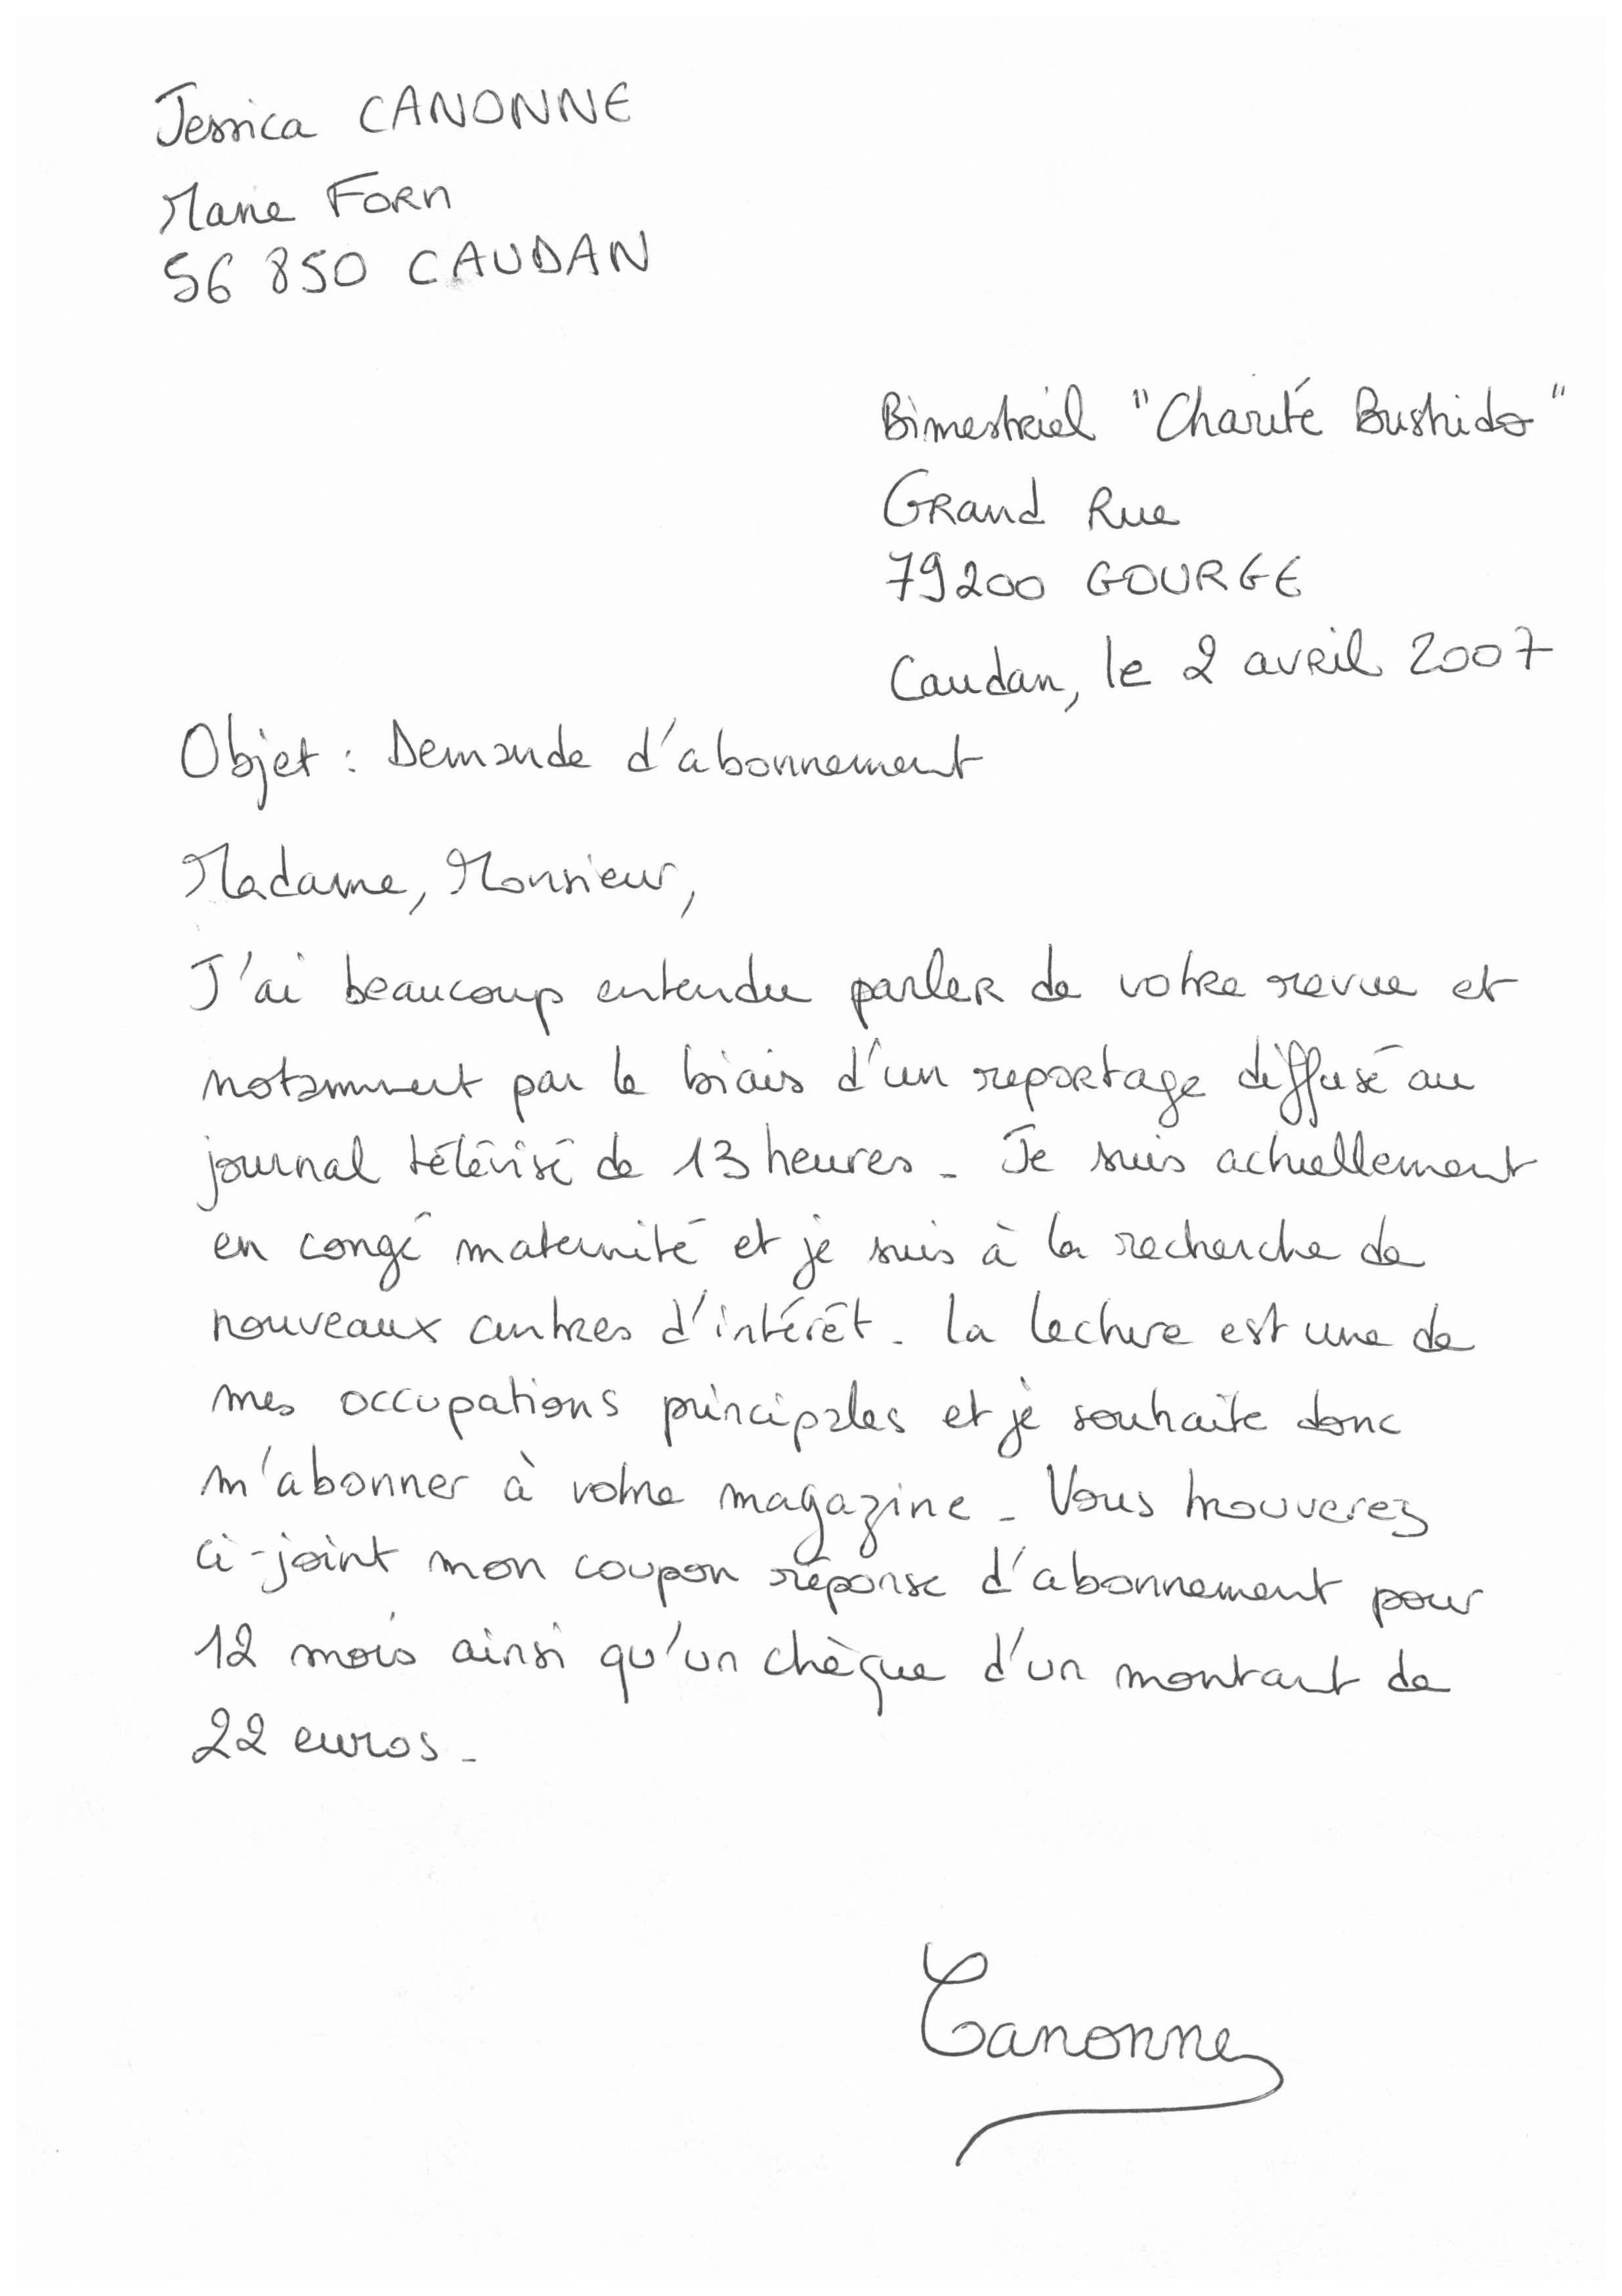 Jessica CANONNE
Mané Forn
56 850 CAUDAN
Bimestriel "Charité Bushido"
Grand Rue
79200 GOURGE
Caudan, le 2 avril 2007
Objet : Demande d'abonnement
Madame, Monsieur,
J'ai beaucoup entendu parler de votre revue et
notamment par le biais d'un reportage diffusé au
journal télévisé de 13 heures. Je suis actuellement
en congé maternité et je suis à la recherche de
nouveaux centres d'intérêt. La lecture est une de
mes occupations principales et je souhaite donc
m'abonner à votre magazine. Vous trouverez
ci-joint mon coupon réponse d'abonnement pour
12 mois ainsi qu'un chèque d'un montant de
22 euros.
Canonne